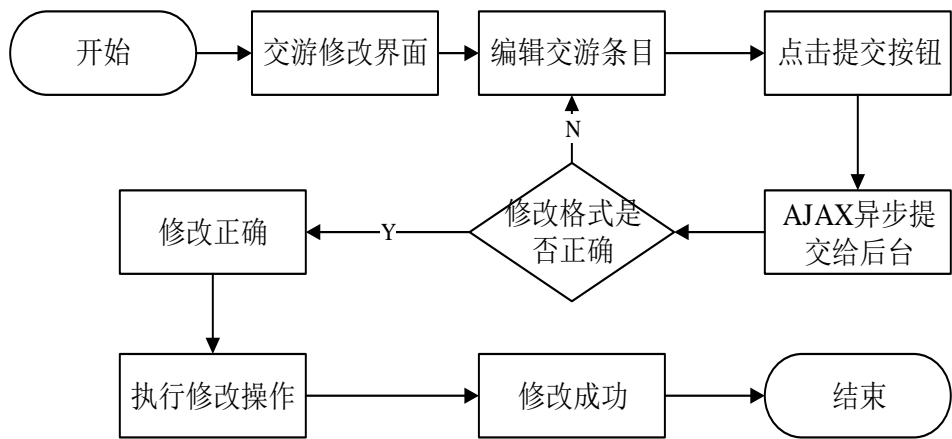 开始
交游修改界面
编辑交游条目
点击提交按钮
N
修改正确
Y
修改格式是
否正确
AJAX异步提
交给后台
执行修改操作
修改成功
结束